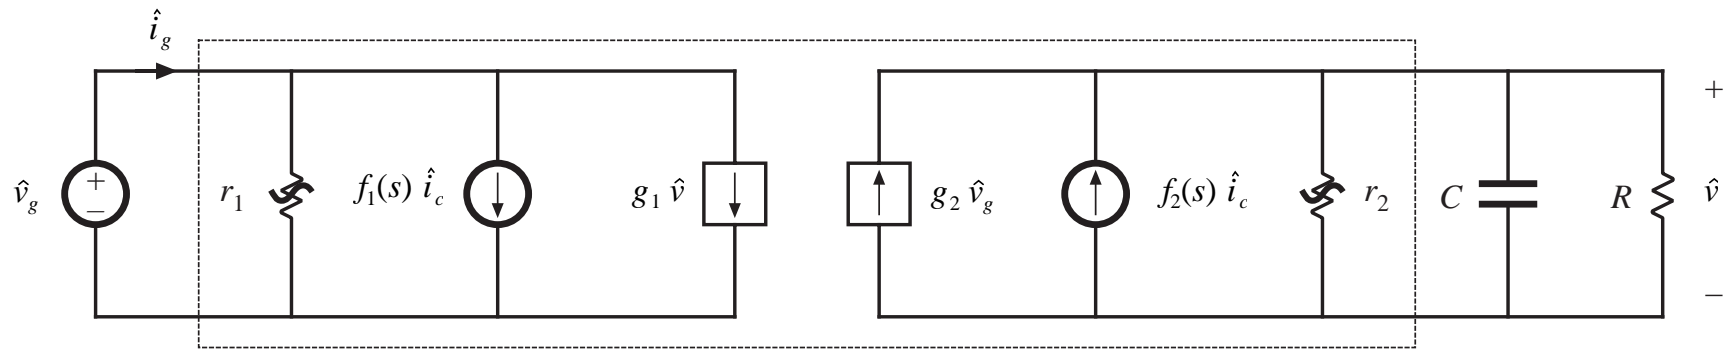 î_g
v̂_g
+
−
r_1
f_1(s) î_c
g_1 v̂
g_2 v̂_g
f_2(s) î_c
r_2
C
R
+
v̂
−